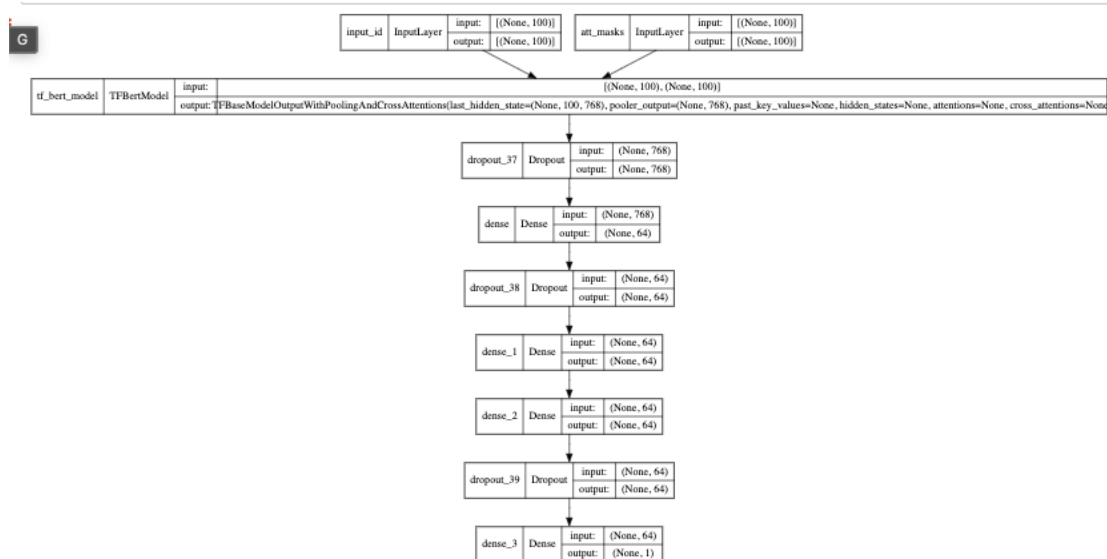 G
input_id InputLayer input: [(None, 100)] output: [(None, 100)]
att_masks InputLayer input: [(None, 100)] output: [(None, 100)]
tf_bert_model TFBertModel input: [(None, 100), (None, 100)]
output: TFBaseModelOutputWithPoolingAndCrossAttentions(last_hidden_state=(None, 100, 768), pooler_output=(None, 768), past_key_values=None, hidden_states=None, attentions=None, cross_attentions=None
dropout_37 Dropout input: (None, 768)
output: (None, 768)
dense Dense input: (None, 768)
output: (None, 64)
dropout_38 Dropout input: (None, 64)
output: (None, 64)
dense_1 Dense input: (None, 64)
output: (None, 64)
dense_2 Dense input: (None, 64)
output: (None, 64)
dropout_39 Dropout input: (None, 64)
output: (None, 64)
dense_3 Dense input: (None, 64)
output: (None, 1)